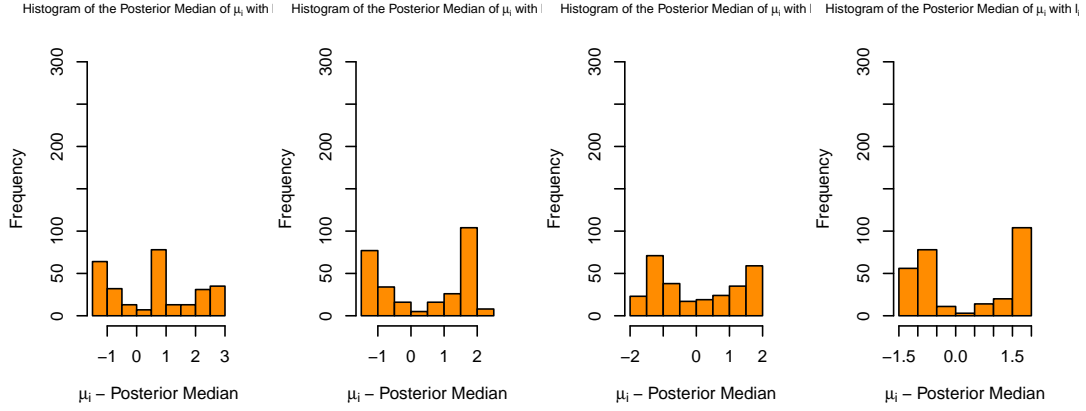 Histogram of the Posterior Median of μi with
Histogram of the Posterior Median of μi with
Histogram of the Posterior Median of μi with
Histogram of the Posterior Median of μi with Ii
Frequency
0 50 100 200 300
−1 0 1 2 3
μi − Posterior Median
Frequency
0 50 100 200 300
−1 0 1 2
μi − Posterior Median
Frequency
0 50 100 200 300
−2 0 1 2
μi − Posterior Median
Frequency
0 50 100 200 300
−1.5 0.0 1.5
μi − Posterior Median